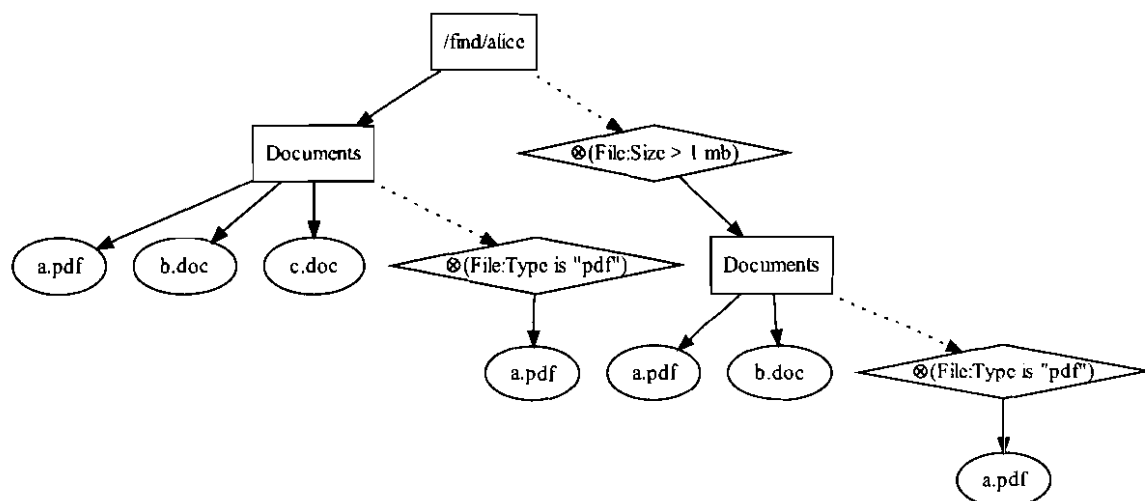 /find/alice
Documents
⊗(File:Size > 1 mb)
a.pdf
b.doc
c.doc
⊗(File:Type is "pdf")
Documents
a.pdf
a.pdf
b.doc
⊗(File:Type is "pdf")
a.pdf